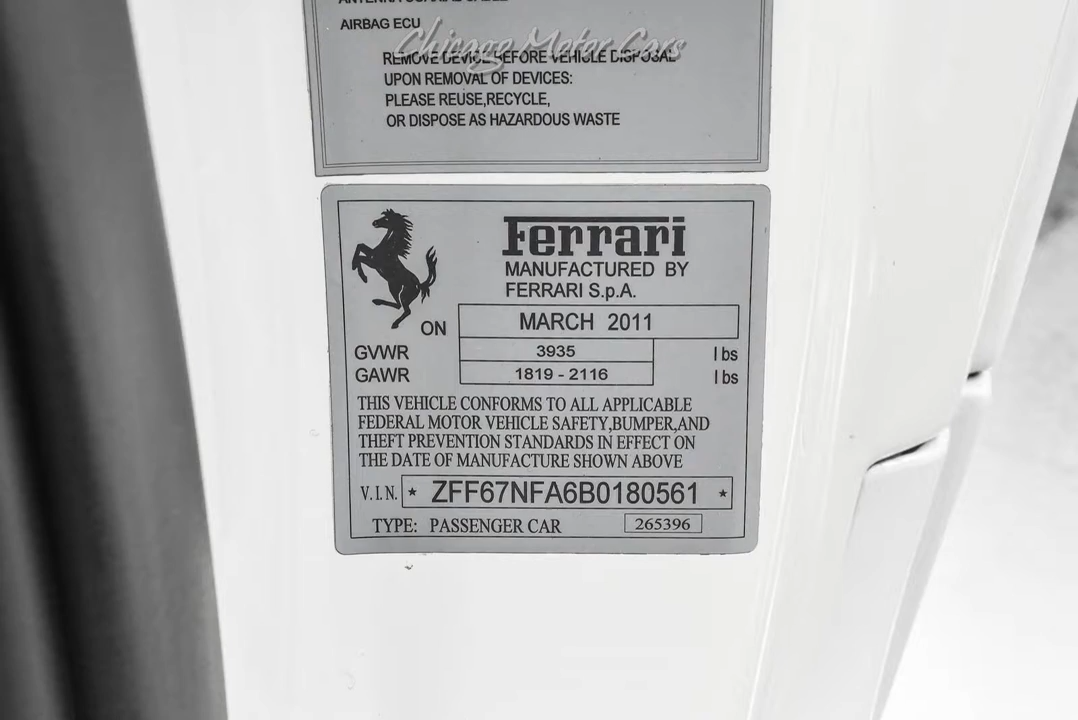 AIRBAG ECU
Chicago Motor Cars
REMOVE DEVICE BEFORE VEHICLE DISPOSAL
UPON REMOVAL OF DEVICES:
PLEASE REUSE,RECYCLE,
OR DISPOSE AS HAZARDOUS WASTE
Ferrari
MANUFACTURED BY
FERRARI S.p.A.
ON MARCH 2011
GVWR 3935 lbs
GAWR 1819 - 2116 lbs
THIS VEHICLE CONFORMS TO ALL APPLICABLE
FEDERAL MOTOR VEHICLE SAFETY,BUMPER,AND
THEFT PREVENTION STANDARDS IN EFFECT ON
THE DATE OF MANUFACTURE SHOWN ABOVE
V.I.N. * ZFF67NFA6B0180561 *
TYPE: PASSENGER CAR 265396